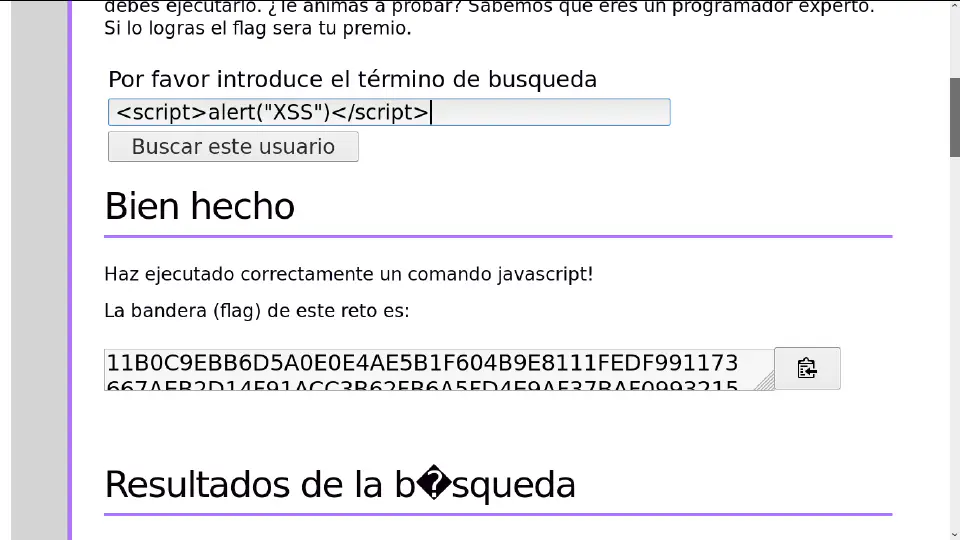 debes ejecutarlo. ¿Te animas a probar? Sabemos que eres un programador experto.
Si lo logras el flag sera tu premio.
Por favor introduce el término de busqueda
<script>alert("XSS")</script>
Buscar este usuario
Bien hecho
Haz ejecutado correctamente un comando javascript!
La bandera (flag) de este reto es:
11B0C9EBB6D5A0E0E4AE5B1F604B9E8111FEDF991173
Resultados de la b�squeda